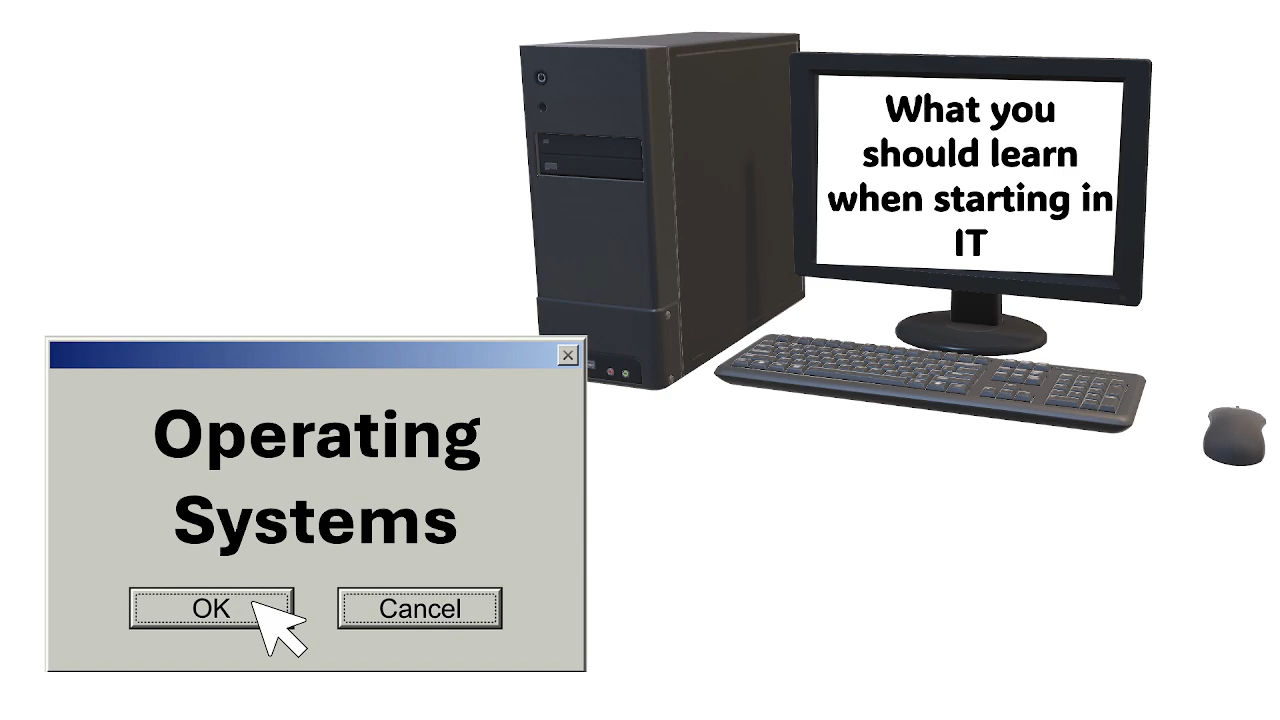 What you
should learn
when starting in
IT
Operating
Systems
OK
Cancel